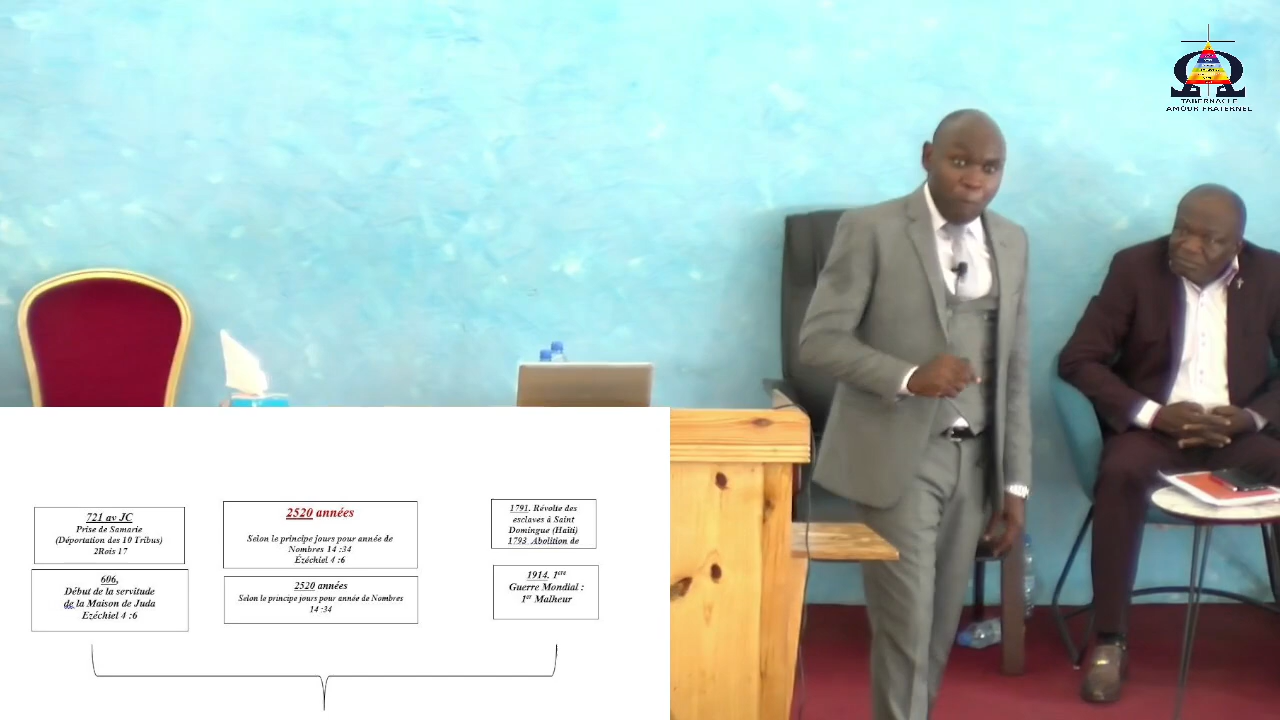 TABERNACLE
AMOUR FRATERNEL
721 av JC
Prise de Samarie
(Déportation des 10 Tribus)
2Rois 17
2520 années
Selon le principe jours pour année de
Nombres 14 :34
Ézéchiel 4 :6
1791. Révolte des
esclaves à Saint
Domingue (Haïti)
1793 Abolition de
606,
Début de la servitude
de la Maison de Juda
Ezéchiel 4 :6
2520 années
Selon le principe jours pour année de Nombres
14 :34
1914. 1ère
Guerre Mondial :
1er Malheur